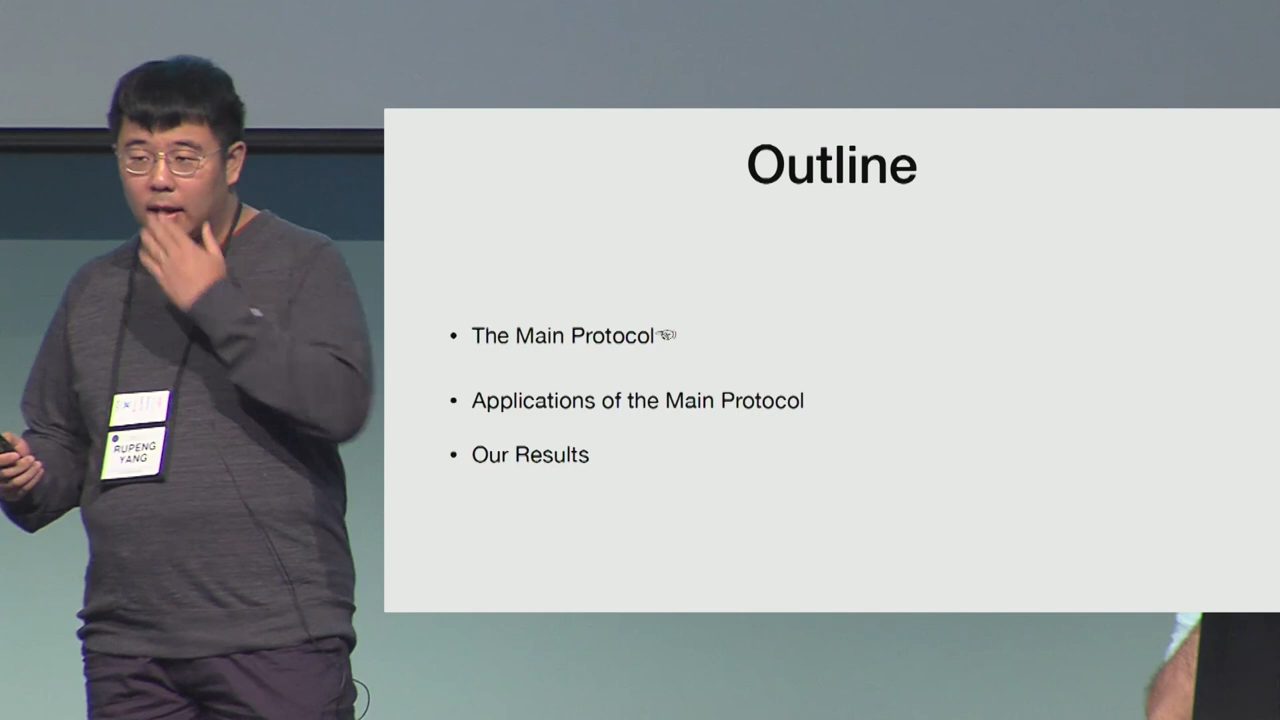 Outline
• The Main Protocol☜
• Applications of the Main Protocol
• Our Results
RUPENG
YANG